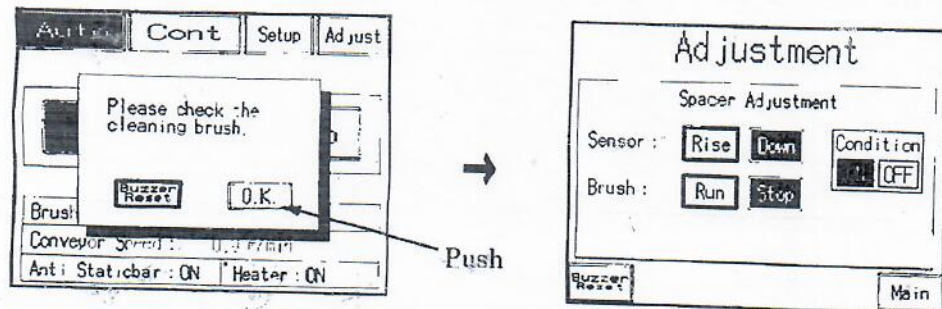 Auto Cont Setup Adjust
Please check the
cleaning brush.
Buzzer
Reset
O.K.
Brush
Conveyor Speed :
Anti Staticbar : ON Heater : ON
Push
Adjustment
Spacer Adjustment
Sensor : Rise Down
Condition
OFF
Brush : Run Stop
Buzzer
Reset
Main